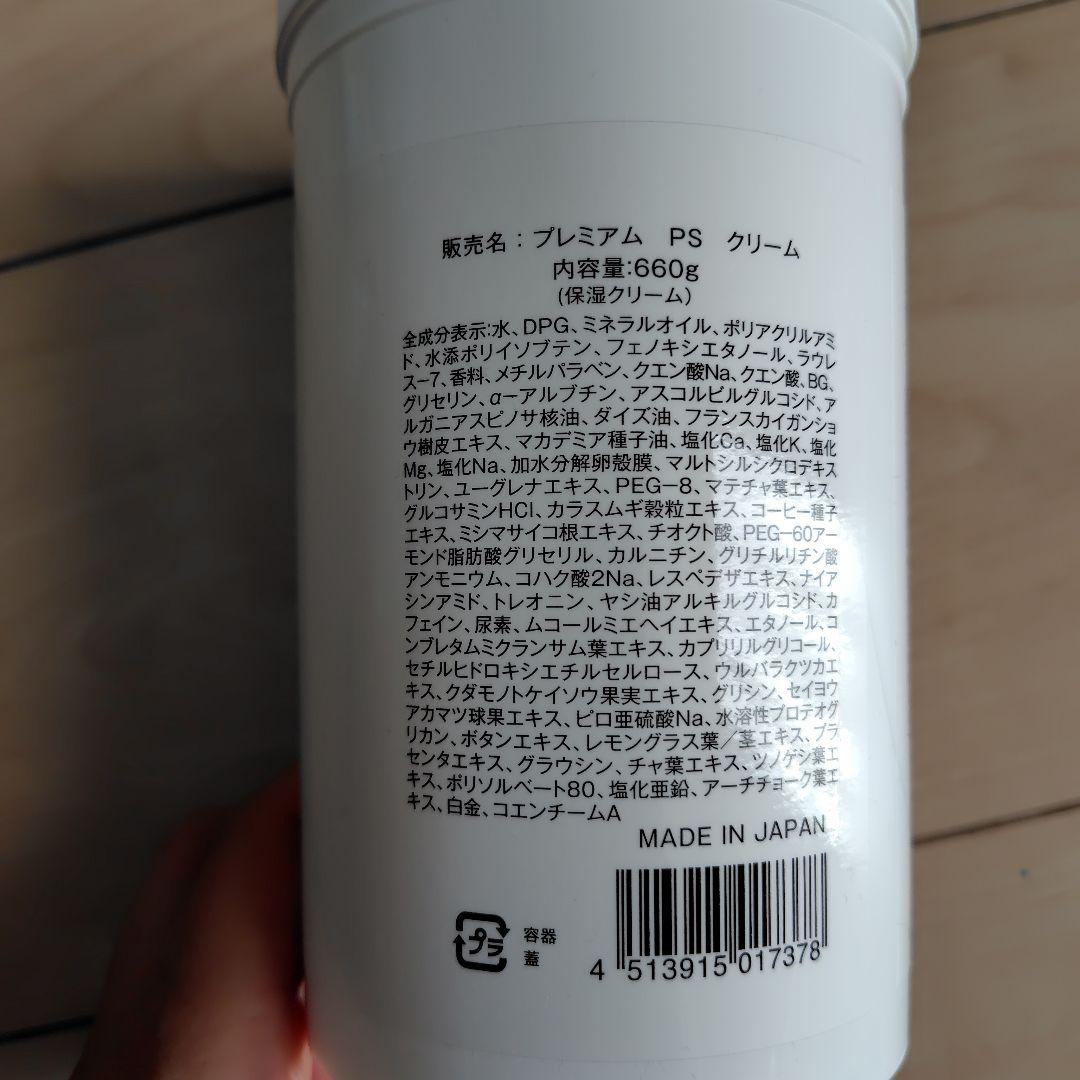 販売名：プレミアム　PS　クリーム
内容量:660g
(保湿クリーム)
全成分表示:水、DPG、ミネラルオイル、ポリアクリルアミ
ド、水添ポリイソブテン、フェノキシエタノール、ラウレ
スー7、香料、メチルパラベン、クエン酸Na、クエン酸、BG、
グリセリン、αーアルブチン、アスコルビルグルコシド、ア
ルガニアスピノサ核油、ダイズ油、フランスカイガンショ
ウ樹皮エキス、マカデミア種子油、塩化Ca、塩化K、塩化
Mg、塩化Na、加水分解卵殻膜、マルトシルシクロデキス
トリン、ユーグレナエキス、PEGー8、マテチャ葉エキス、
グルコサミンHCl、カラスムギ穀粒エキス、コーヒー種子
エキス、ミシマサイコ根エキス、チオクト酸、PEGー60アー
モンド脂肪酸グリセリル、カルニチン、グリチルリチン酸
アンモニウム、コハク酸2Na、レスペデザエキス、ナイア
シンアミド、トレオニン、ヤシ油アルキルグルコシド、カ
フェイン、尿素、ムコールミエヘイエキス、エタノール、コ
ンブレタムミクランサム葉エキス、カプリリルグリコール、
セチルヒドロキシエチルセルロース、ウルバラクツカエ
キス、クダモノトケイソウ果実エキス、グリシン、セイヨウ
アカマツ球果エキス、ピロ亜硫酸Na、水溶性プロテオグ
リカン、ボタンエキス、レモングラス葉／茎エキス、プラ
センタエキス、グラウシン、チャ葉エキス、ツノゲシ葉エ
キス、ポリソルベート80、塩化亜鉛、アーチチョーク葉エ
キス、白金、コエンチームA
MADE IN JAPAN
プラ
容器
蓋
4 513915 017378